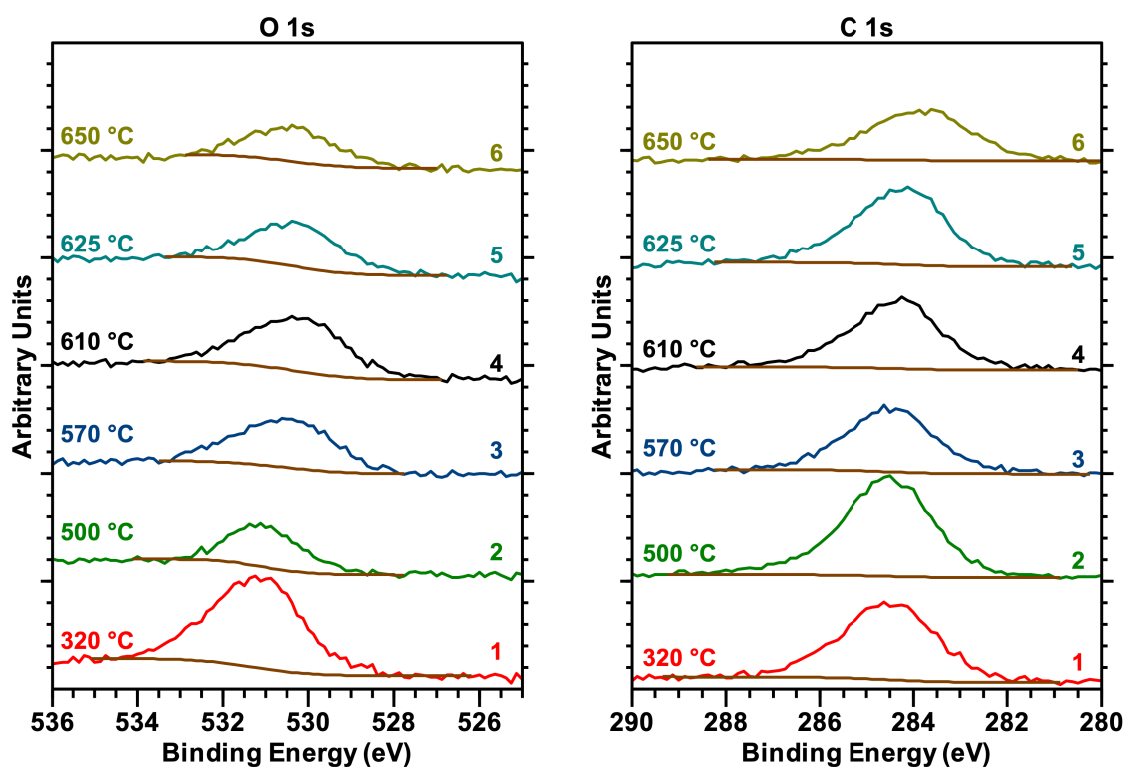 O 1s
Arbitrary Units
650 °C
6
625 °C
5
610 °C
4
570 °C
3
500 °C
2
320 °C
1
536 534 532 530 528 526
Binding Energy (eV)
C 1s
Arbitrary Units
650 °C
6
625 °C
5
610 °C
4
570 °C
3
500 °C
2
320 °C
1
290 288 286 284 282 280
Binding Energy (eV)